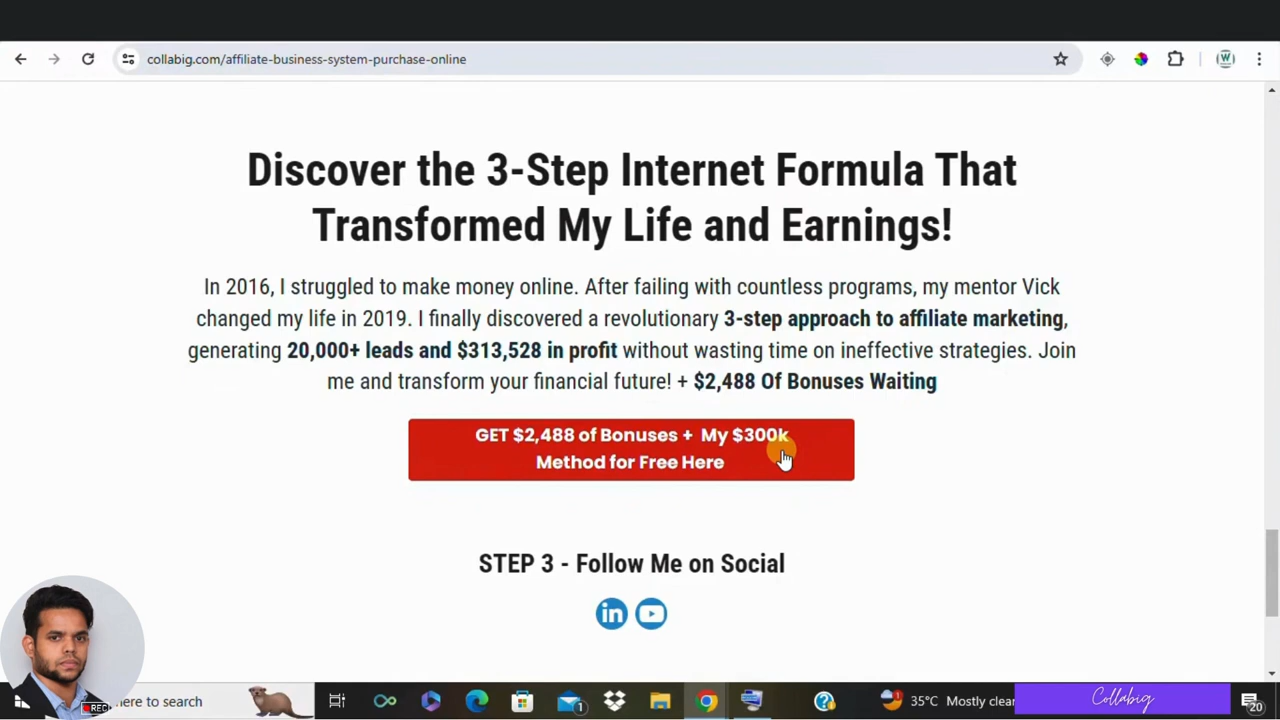 collabig.com/affiliate-business-system-purchase-online
W
Discover the 3-Step Internet Formula That
Transformed My Life and Earnings!
In 2016, I struggled to make money online. After failing with countless programs, my mentor Vick
changed my life in 2019. I finally discovered a revolutionary 3-step approach to affiliate marketing,
generating 20,000+ leads and $313,528 in profit without wasting time on ineffective strategies. Join
me and transform your financial future! + $2,488 Of Bonuses Waiting
GET $2,488 of Bonuses + My $300k
Method for Free Here
STEP 3 - Follow Me on Social
in
REC
here to search
1
1
35°C Mostly clear
Collabig
20